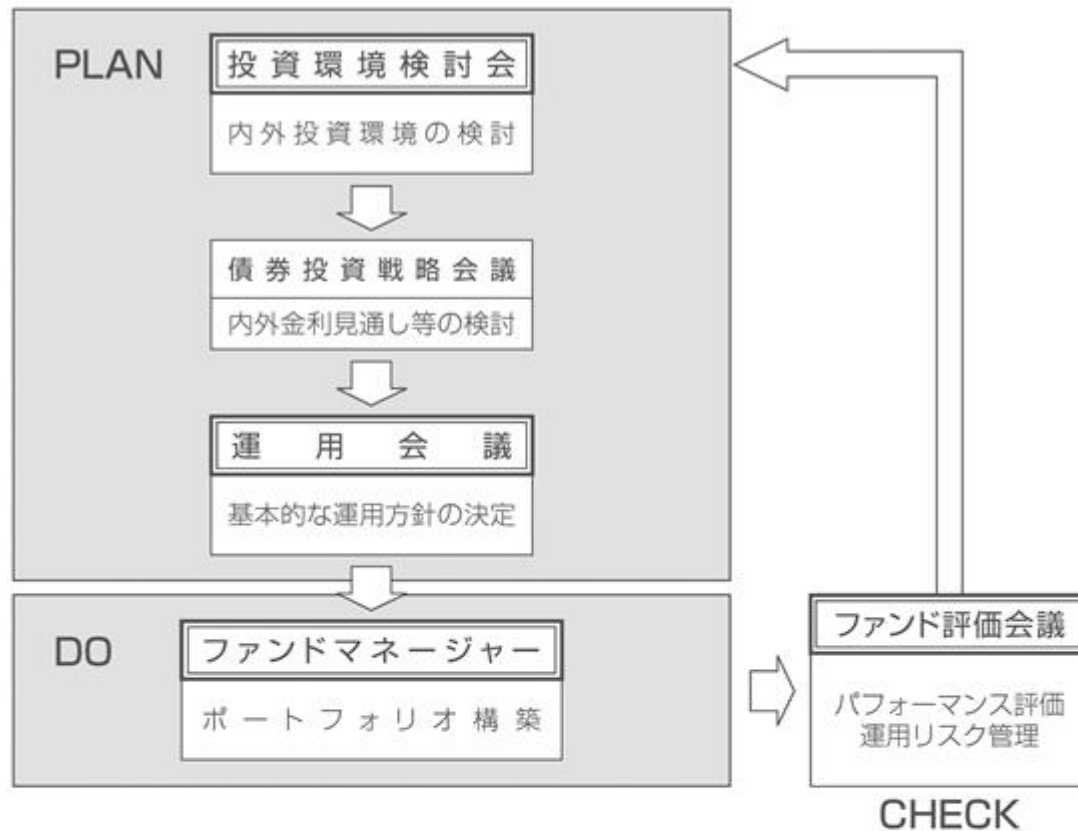 PLAN
投資環境検討会
内外投資環境の検討
債券投資戦略会議
内外金利見通し等の検討
運用会議
基本的な運用方針の決定
DO
ファンドマネージャー
ポートフォリオ構築
ファンド評価会議
パフォーマンス評価
運用リスク管理
CHECK